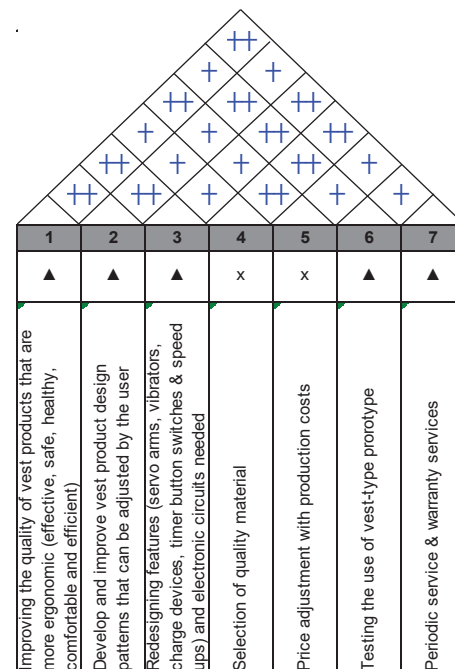 .
++
+ +
++ ++ ++
+ + ++ ++
++ + + ++ +
++ ++ + ++ + +
1 2 3 4 5 6 7
▲ ▲ ▲ x x ▲ ▲
Improving the quality of vest products that are
more ergonomic (effective, safe, healthy,
comfortable and efficient)
Develop and improve vest product design
patterns that can be adjusted by the user
Redesigning features (servo arms, vibrators,
charge devices, timer button switches & speed
ups) and electronic circuits needed
Selection of quality material
Price adjustment with production costs
Testing the use of vest-type prorotype
Periodic service & warranty services